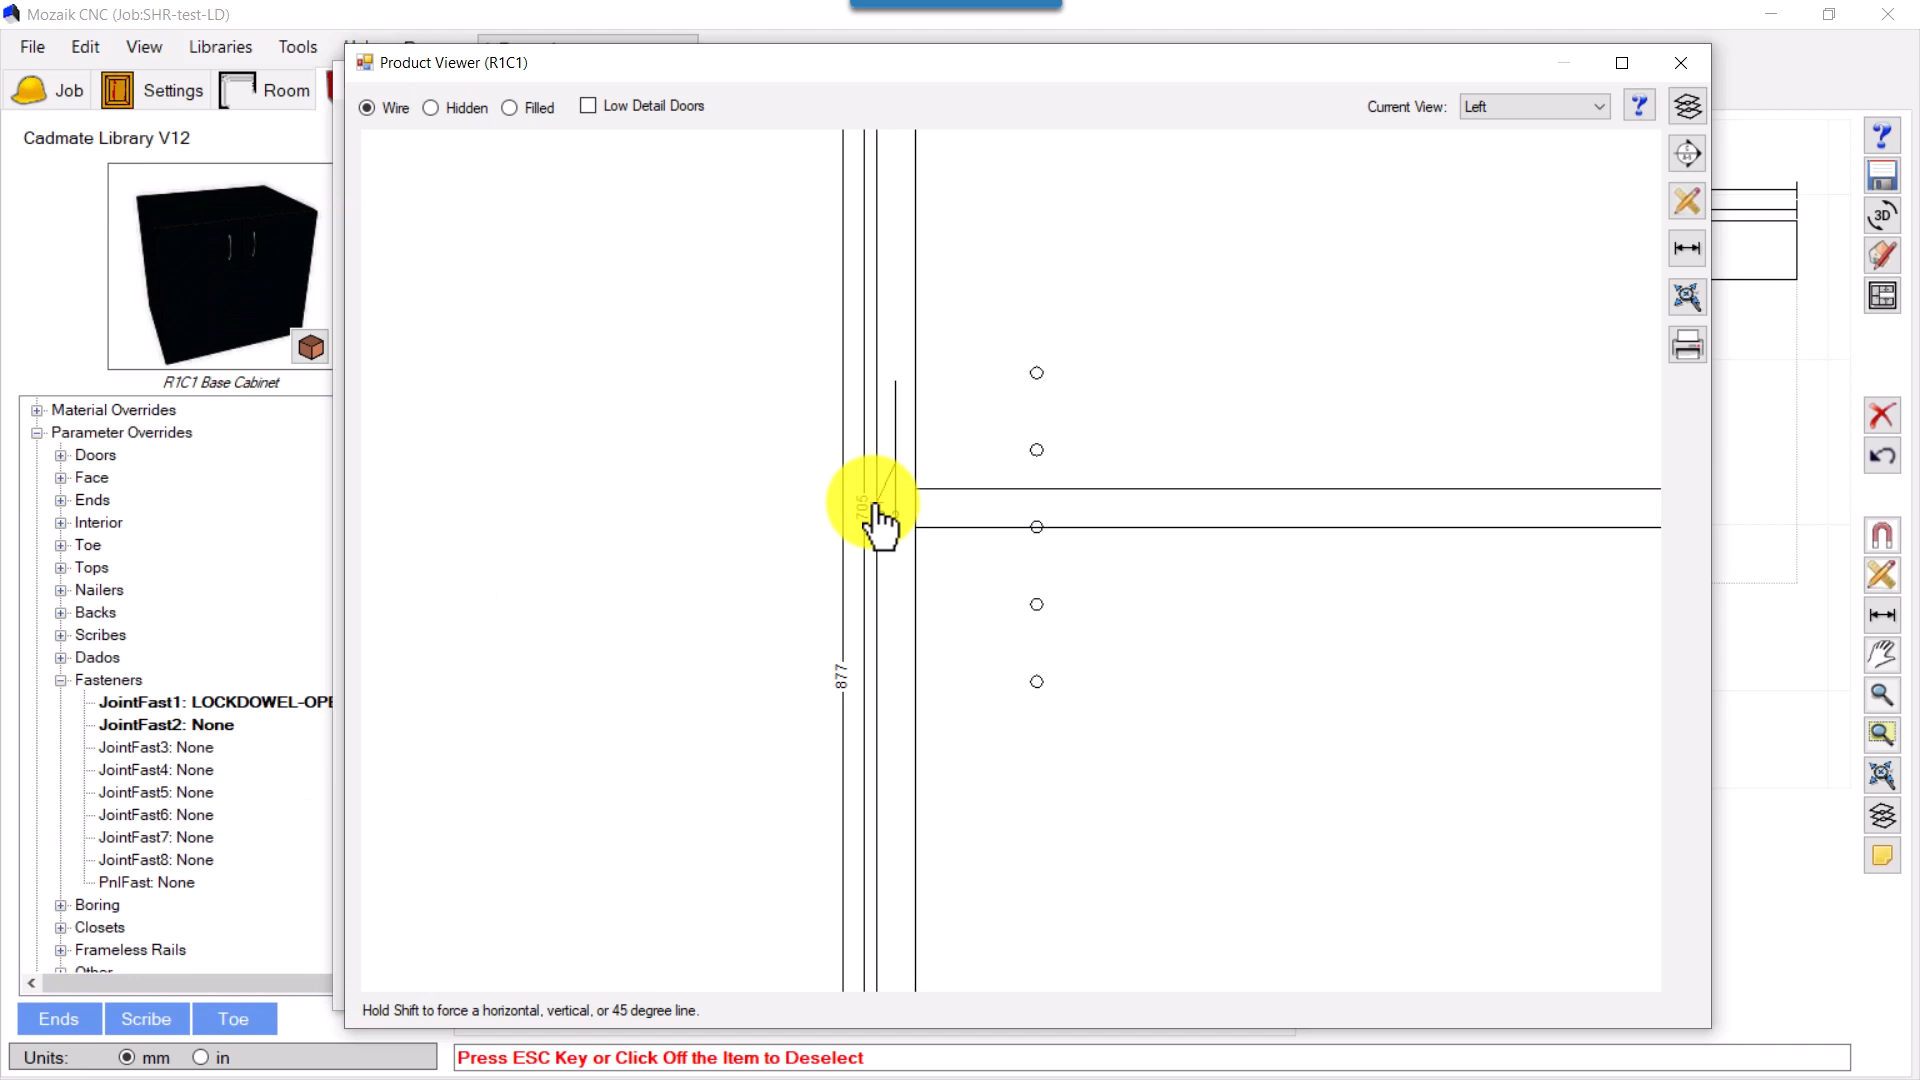 Mozaik CNC (Job:SHR-test-LD)
File Edit View Libraries Tools
Job Settings Room
Product Viewer (R1C1)
Wire Hidden Filled Low Detail Doors
Current View: Left
Cadmate Library V12
R1C1 Base Cabinet
Material Overrides
Parameter Overrides
Doors
Face
Ends
Interior
Toe
Tops
Nailers
Backs
Scribes
Dados
Fasteners
JointFast1: LOCKDOWEL-OPE
JointFast2: None
JointFast3: None
JointFast4: None
JointFast5: None
JointFast6: None
JointFast7: None
JointFast8: None
PnlFast: None
Boring
Closets
Frameless Rails
Other
705
877
3D
Hold Shift to force a horizontal, vertical, or 45 degree line.
Ends Scribe Toe
Units: mm in
Press ESC Key or Click Off the Item to Deselect